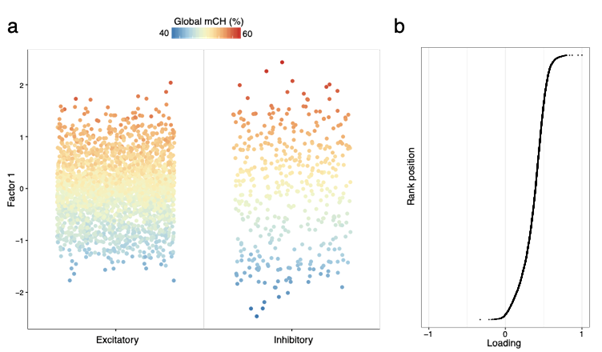 a
Global mCH (%)
40
60
Factor 1
2
1
0
−1
−2
Excitatory
Inhibitory
b
Rank position
−1
0
1
Loading